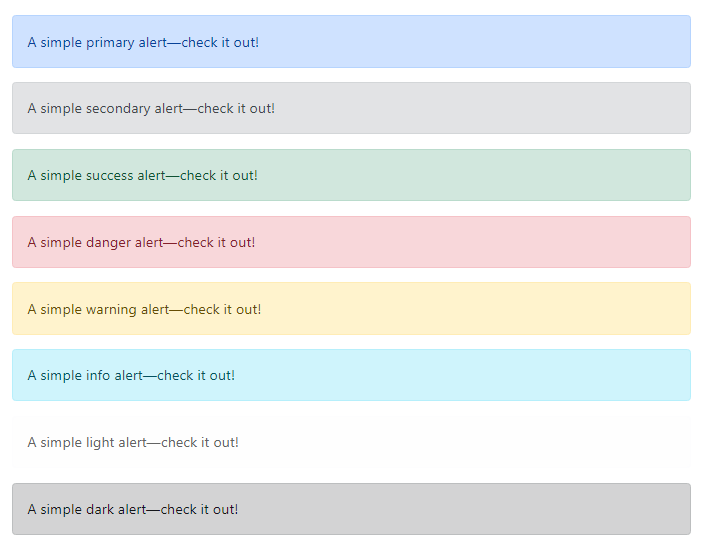 A simple primary alert—check it out!
A simple secondary alert—check it out!
A simple success alert—check it out!
A simple danger alert—check it out!
A simple warning alert—check it out!
A simple info alert—check it out!
A simple light alert—check it out!
A simple dark alert—check it out!